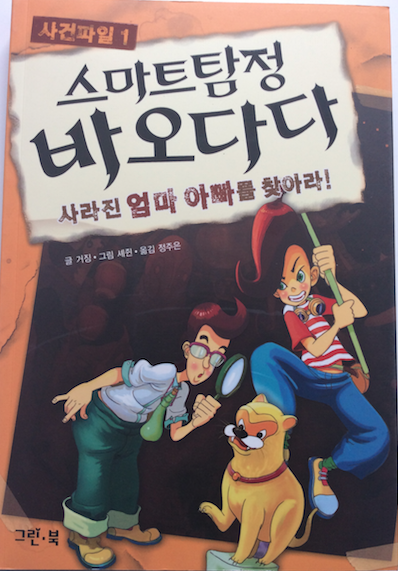 사건파일 1
스마트탐정
바오다다
사라진 엄마 아빠를 찾아라!
글 거징 · 그림 세헌 · 옮김 정주은
그린·북